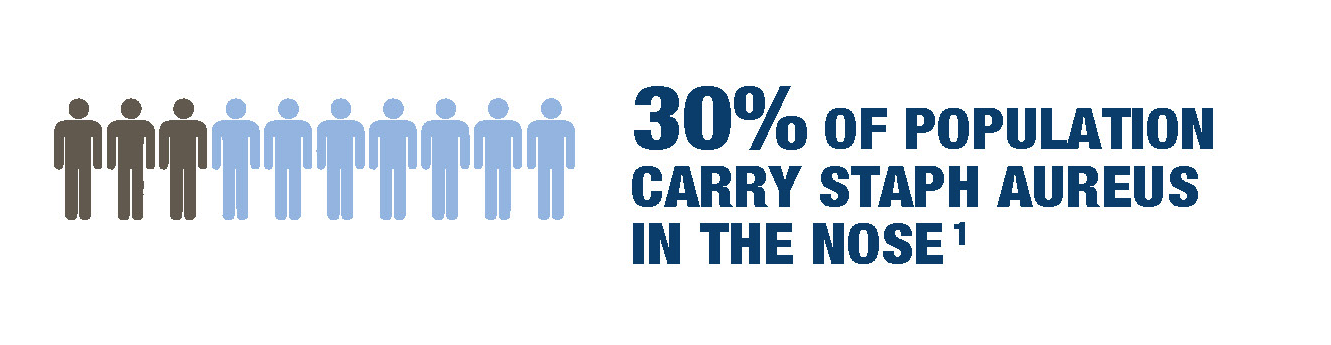 30% OF POPULATION
CARRY STAPH AUREUS
IN THE NOSE ¹